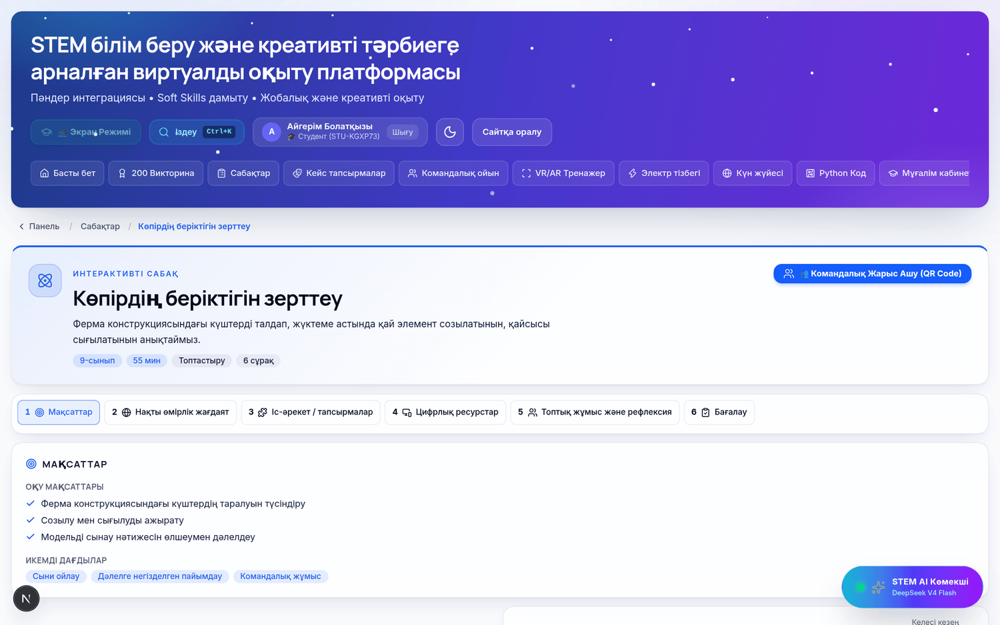 STEM білім беру және креативті тәрбиеге
арналған виртуалды оқыту платформасы
Пәндер интеграциясы • Soft Skills дамыту • Жобалық және креативті оқыту
Экран Режимі
Іздеу Ctrl+K
А
Айгерім Болатқызы
Студент (STU-KGXP73)
Шығу
Сайтқа оралу
Басты бет
200 Викторина
Сабақтар
Кейс тапсырмалар
Командалық ойын
VR/AR Тренажер
Электр тізбегі
Күн жүйесі
Python Код
Мұғалім кабинет
Панель / Сабақтар / Көпірдің беріктігін зерттеу
ИНТЕРАКТИВТІ САБАҚ
Командалық Жарыс Ашу (QR Code)
Көпірдің беріктігін зерттеу
Ферма конструкциясындағы күштерді талдап, жүктеме астында қай элемент созылатынын, қайсысы
сығылатынын анықтаймыз.
9-сынып
55 мин
Топтастыру
6 сұрақ
1 Мақсаттар
2 Нақты өмірлік жағдаят
3 Іс-әрекет / тапсырмалар
4 Цифрлық ресурстар
5 Топтық жұмыс және рефлексия
6 Бағалау
МАҚСАТТАР
ОҚУ МАҚСАТТАРЫ
Ферма конструкциясындағы күштердің таралуын түсіндіру
Созылу мен сығылуды ажырату
Модельді сынау нәтижесін өлшеумен дәлелдеу
ИКЕМДІ ДАҒДЫЛАР
Сыни ойлау
Дәлелге негізделген пайымдау
Командалық жұмыс
N
STEM AI Көмекші
DeepSeek V4 Flash
Келесі кезең